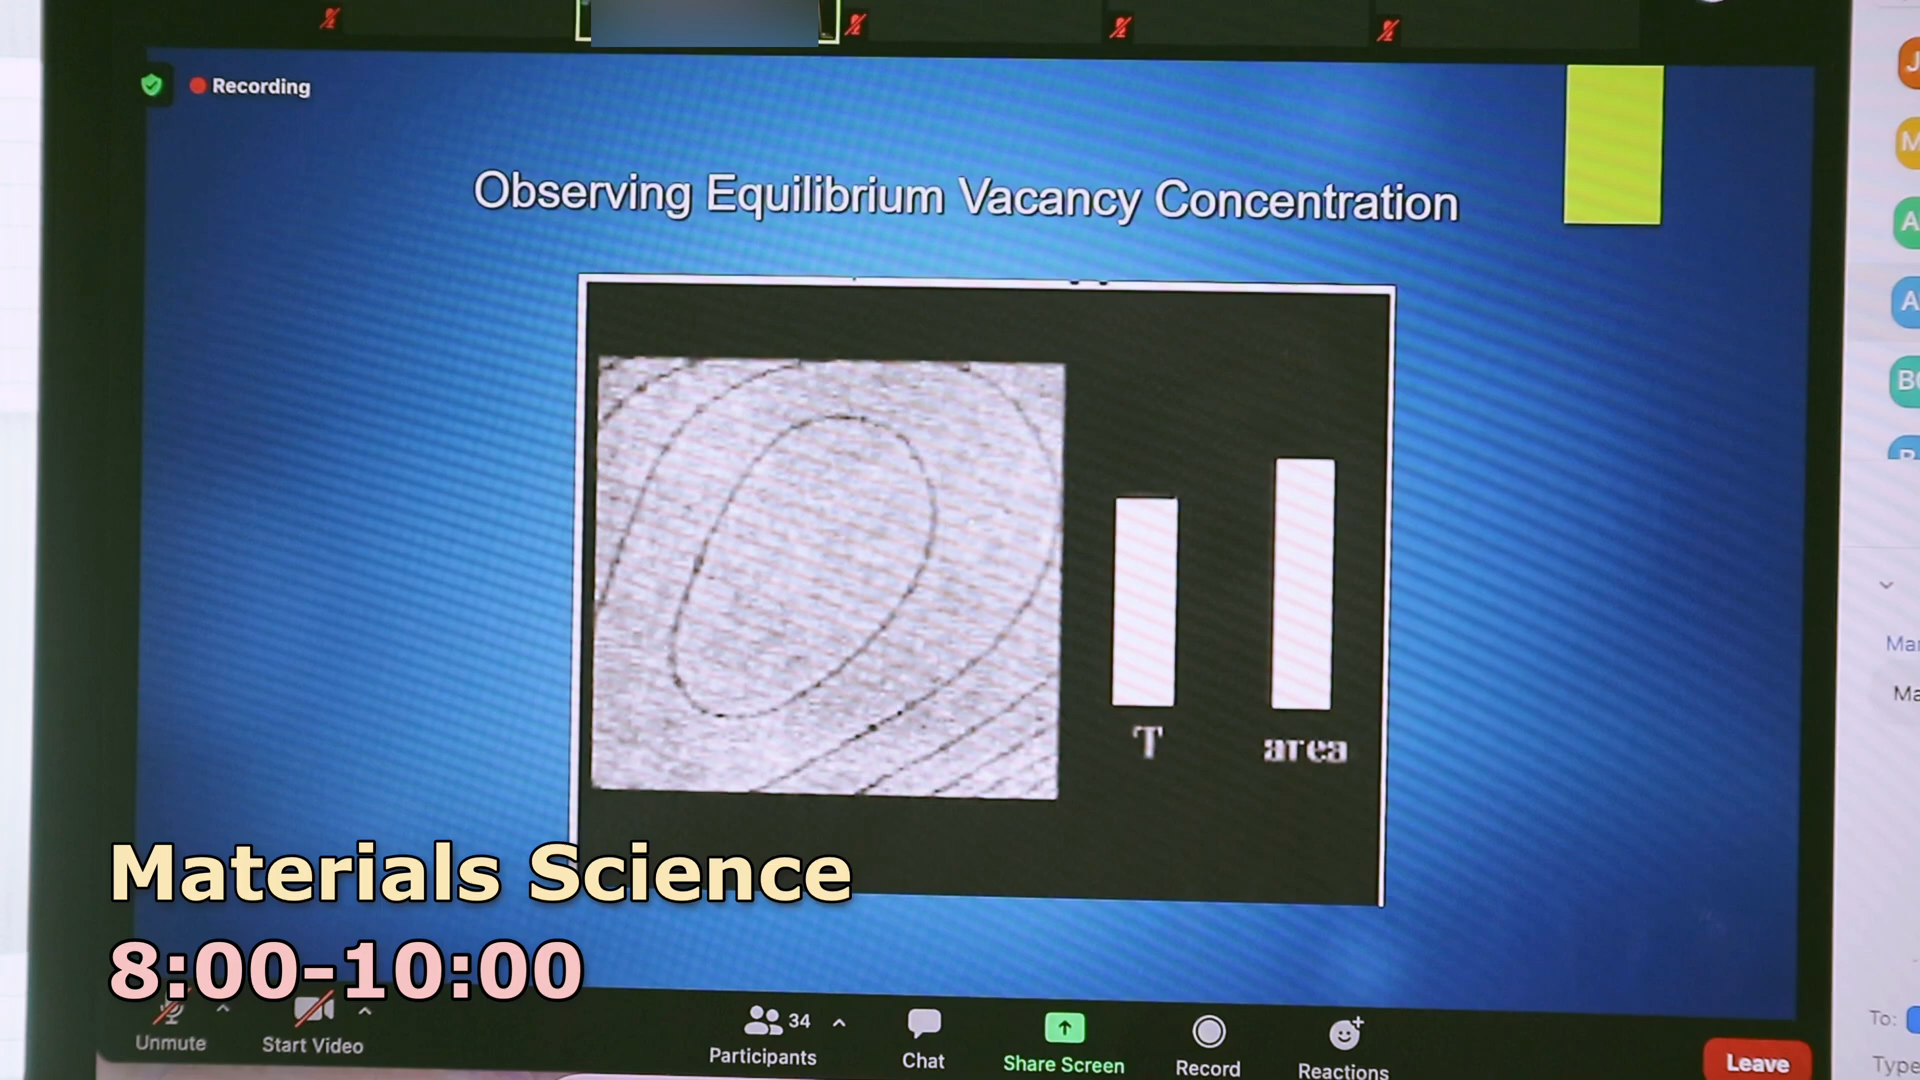 Recording
J
M
A
Observing Equilibrium Vacancy Concentration
A
T
area
Materials Science
8:00-10:00
Unmute
Start Video
34
Participants
Chat
Share Screen
Record
Reactions
Leave
To:
Type